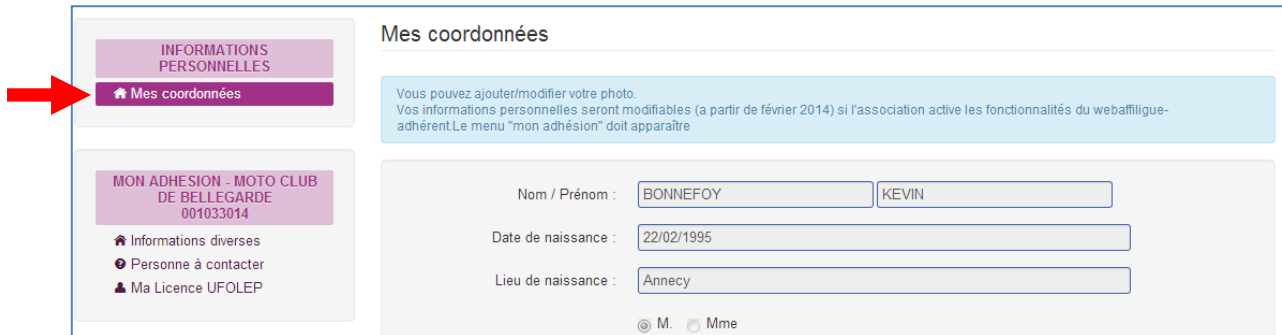 INFORMATIONS
PERSONNELLES
Mes coordonnées
MON ADHESION - MOTO CLUB
DE BELLEGARDE
001033014
Informations diverses
Personne à contacter
Ma Licence UFOLEP
Mes coordonnées
Vous pouvez ajouter/modifier votre photo.
Vos informations personnelles seront modifiables (a partir de février 2014) si l'association active les fonctionnalités du webaffiligue-
adhérent.Le menu "mon adhésion" doit apparaître
Nom / Prénom : BONNEFOY KEVIN
Date de naissance : 22/02/1995
Lieu de naissance : Annecy
M. Mme